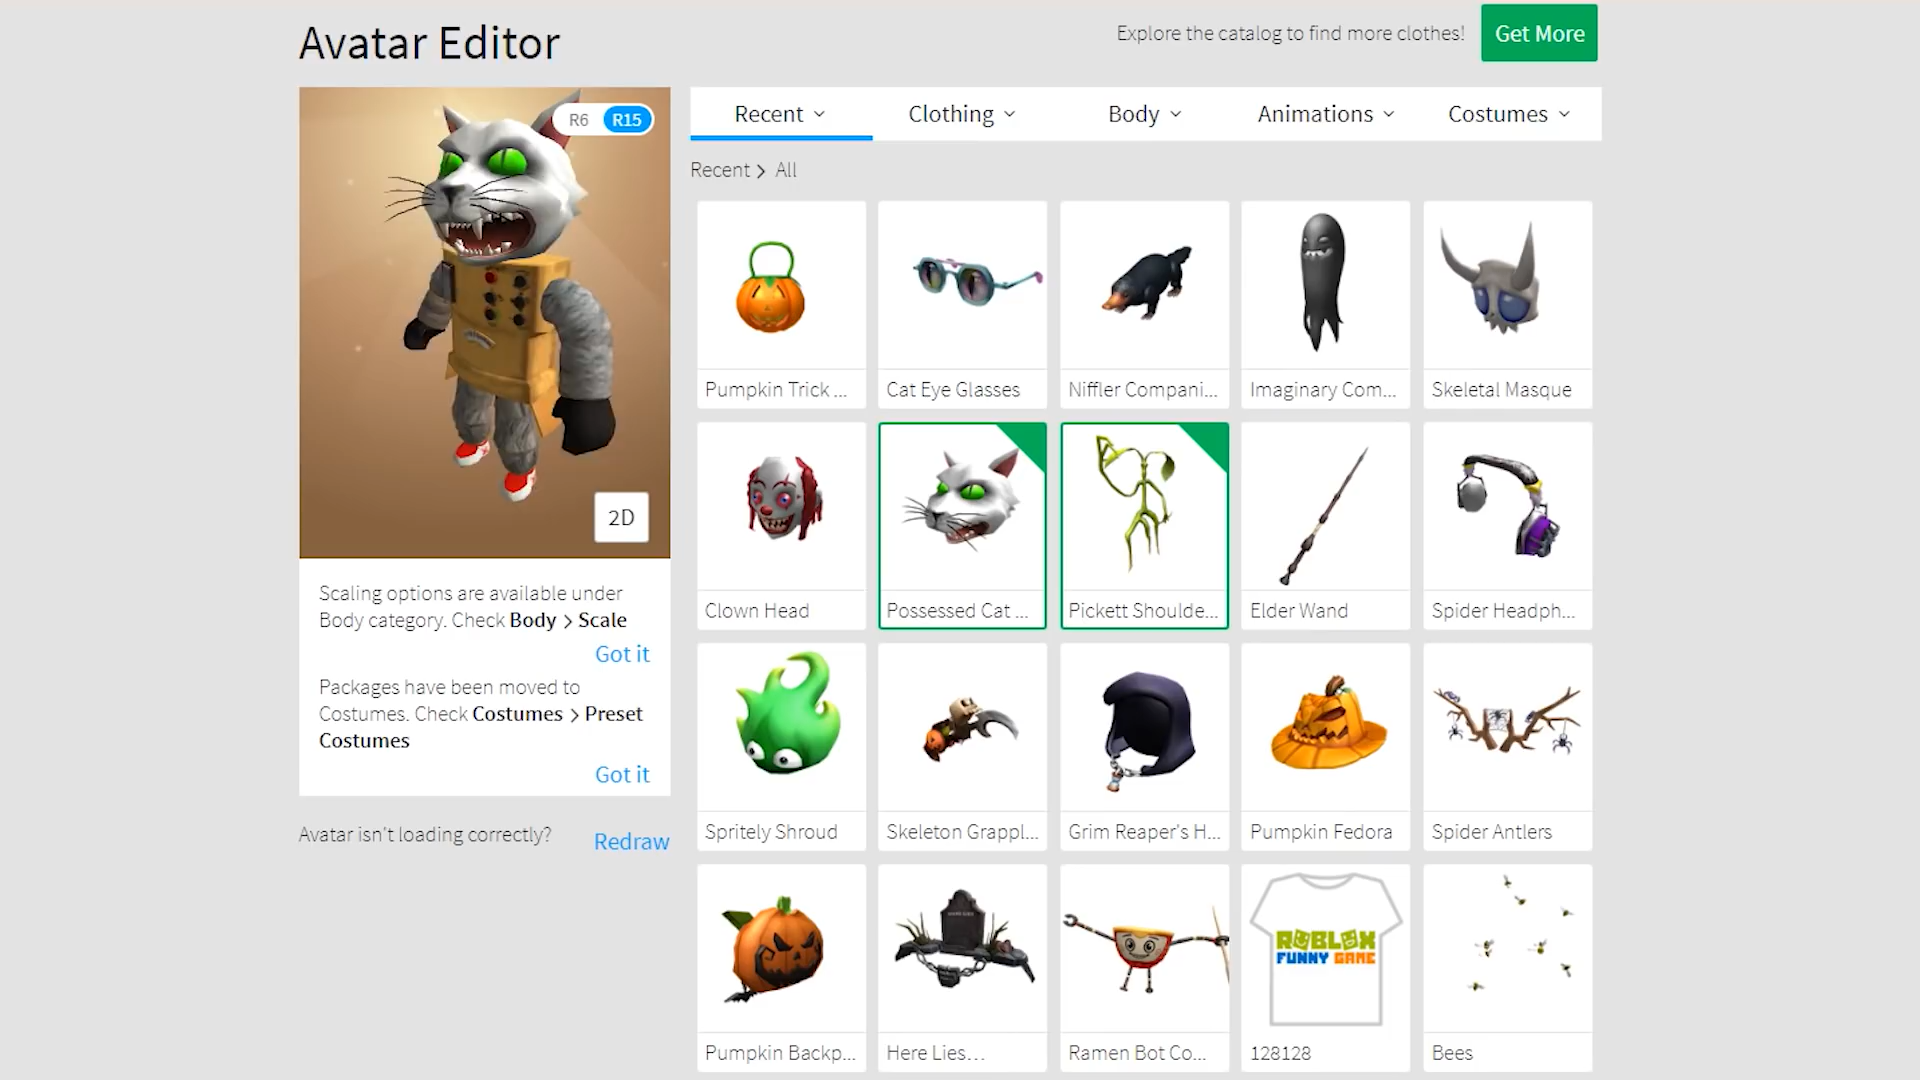 Avatar Editor
Explore the catalog to find more clothes!
Get More
R6 R15
2D
Scaling options are available under
Body category. Check Body > Scale
Got it
Packages have been moved to
Costumes. Check Costumes > Preset
Costumes
Got it
Avatar isn't loading correctly?
Redraw
Recent
Clothing
Body
Animations
Costumes
Recent > All
Pumpkin Trick ...
Cat Eye Glasses
Niffler Compani...
Imaginary Com...
Skeletal Masque
Clown Head
Possessed Cat ...
Pickett Shoulde...
Elder Wand
Spider Headph...
Spritely Shroud
Skeleton Grappl...
Grim Reaper's H...
Pumpkin Fedora
Spider Antlers
ROBLOX
FUNNY GAME
Pumpkin Backp...
Here Lies...
Ramen Bot Co...
128128
Bees